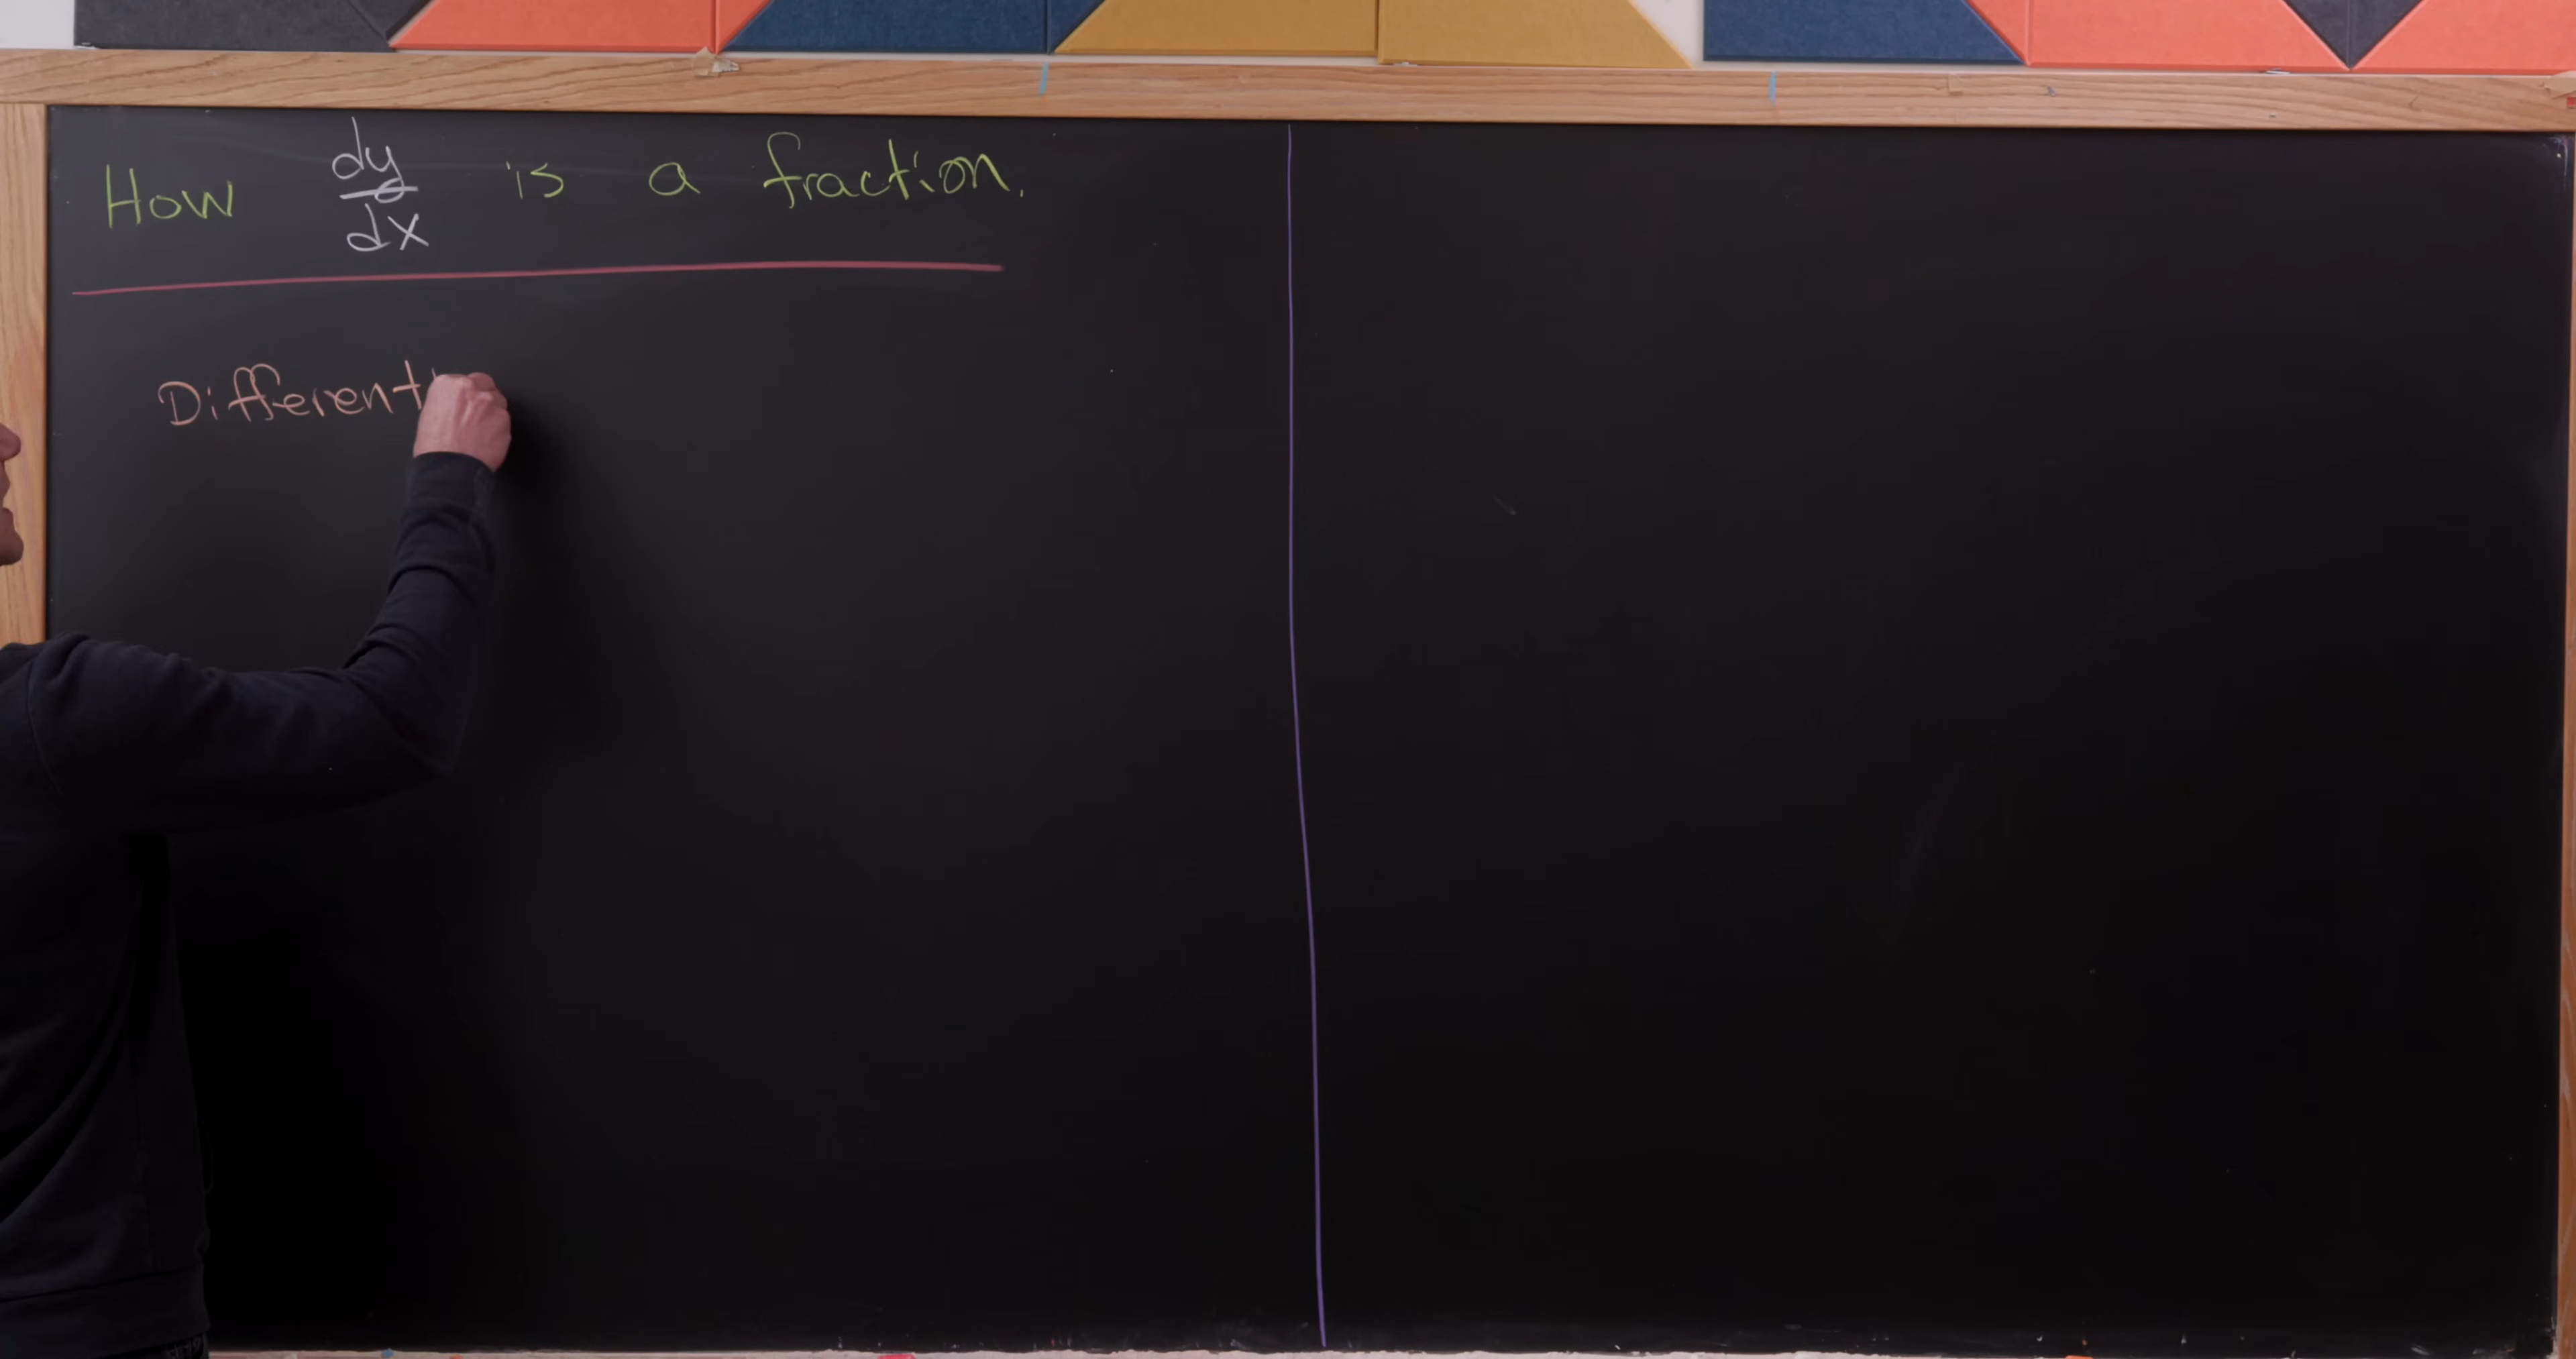 How dy/dx is a fraction.
Different